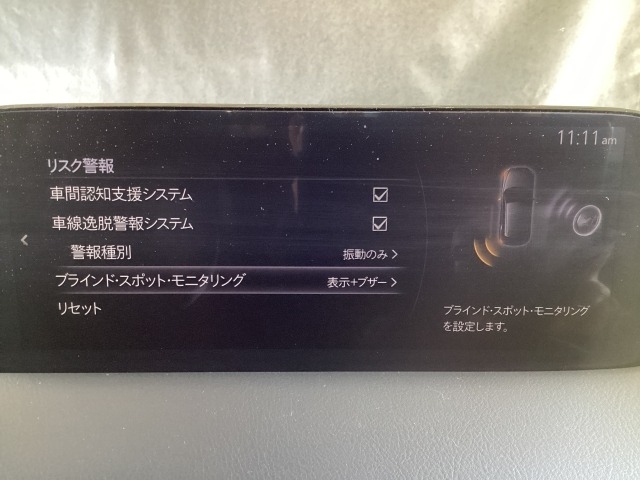 11:11 am
リスク警報
車間認知支援システム
車線逸脱警報システム
警報種別 振動のみ
ブラインド・スポット・モニタリング 表示+ブザー
リセット
ブラインド・スポット・モニタリング
を設定します。